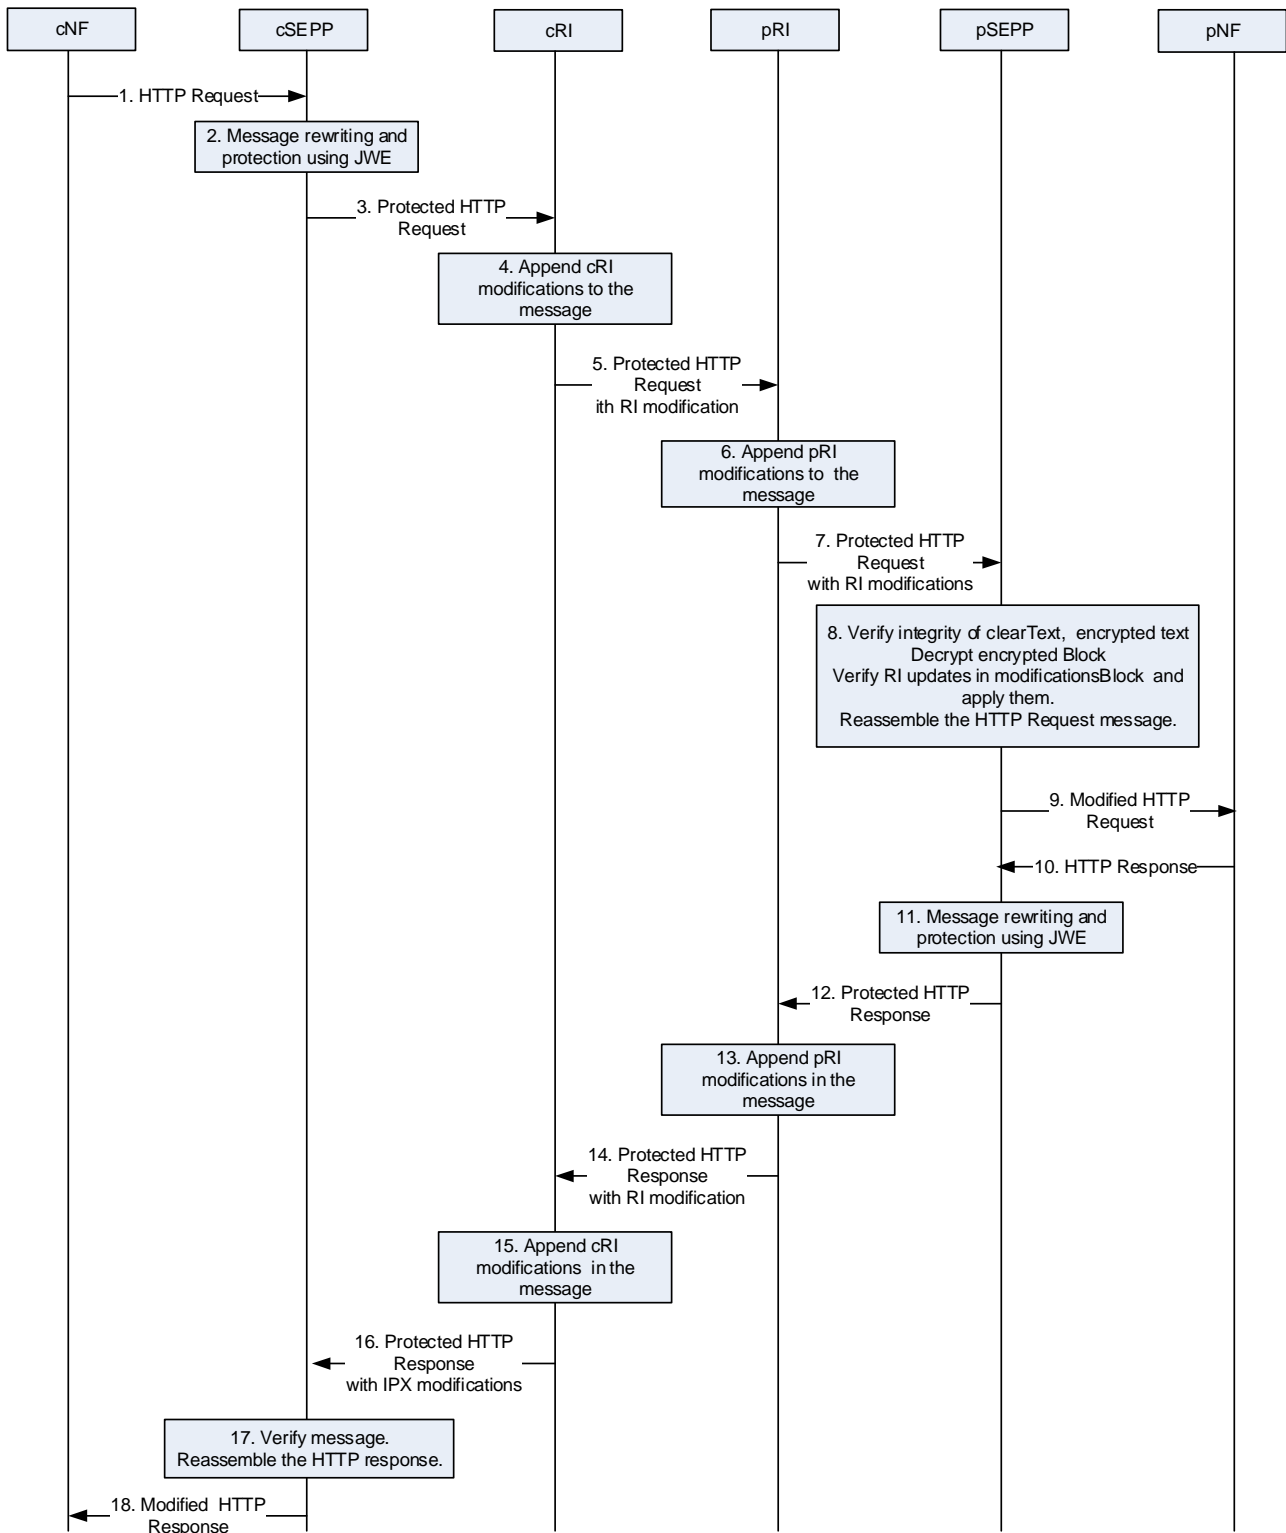 cNF
cSEPP
cRI
pRI
pSEPP
pNF
1. HTTP Request
2. Message rewriting and
protection using JWE
3. Protected HTTP
Request
4. Append cRI
modifications to the
message
5. Protected HTTP
Request
ith RI modification
6. Append pRI
modifications to the
message
7. Protected HTTP
Request
with RI modifications
8. Verify integrity of clearText, encrypted text
Decrypt encrypted Block
Verify RI updates in modificationsBlock and
apply them.
Reassemble the HTTP Request message.
9. Modified HTTP
Request
10. HTTP Response
11. Message rewriting and
protection using JWE
12. Protected HTTP
Response
13. Append pRI
modifications in the
message
14. Protected HTTP
Response
with RI modification
15. Append cRI
modifications in the
message
16. Protected HTTP
Response
with IPX modifications
17. Verify message.
Reassemble the HTTP response.
18. Modified HTTP
Response